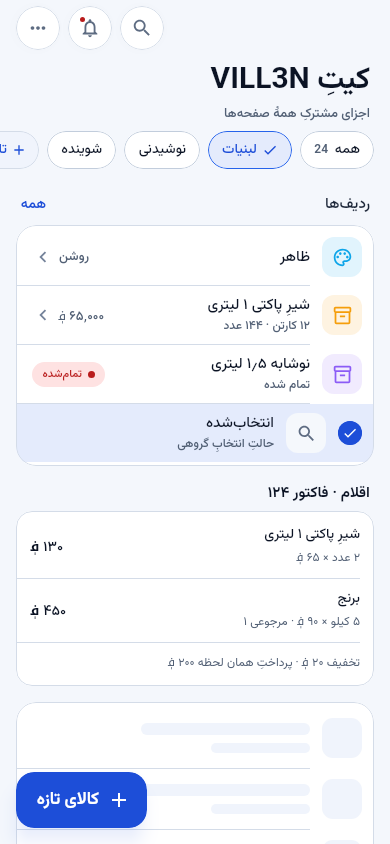 کیتِ VILL3N
اجزای مشترکِ همهٔ صفحه‌ها
همه 24
لبنیات
نوشیدنی
شوینده
ردیف‌ها
همه
ظاهر
روشن
شیرِ پاکتی ۱ لیتری
۶۵,۰۰۰ ؋
۱۲ کارتن · ۱۴۴ عدد
نوشابه ۱٫۵ لیتری
تمام‌شده
تمام شده
انتخاب‌شده
حالتِ انتخابِ گروهی
اقلام · فاکتور ۱۲۴
شیرِ پاکتی ۱ لیتری
۱۳۰ ؋
۲ عدد × ۶۵ ؋
برنج
۴۵۰ ؋
۵ کیلو × ۹۰ ؋ · مرجوعی ۱
تخفیف ۲۰ ؋ · پرداختِ همان لحظه ۲۰۰ ؋
کالای تازه